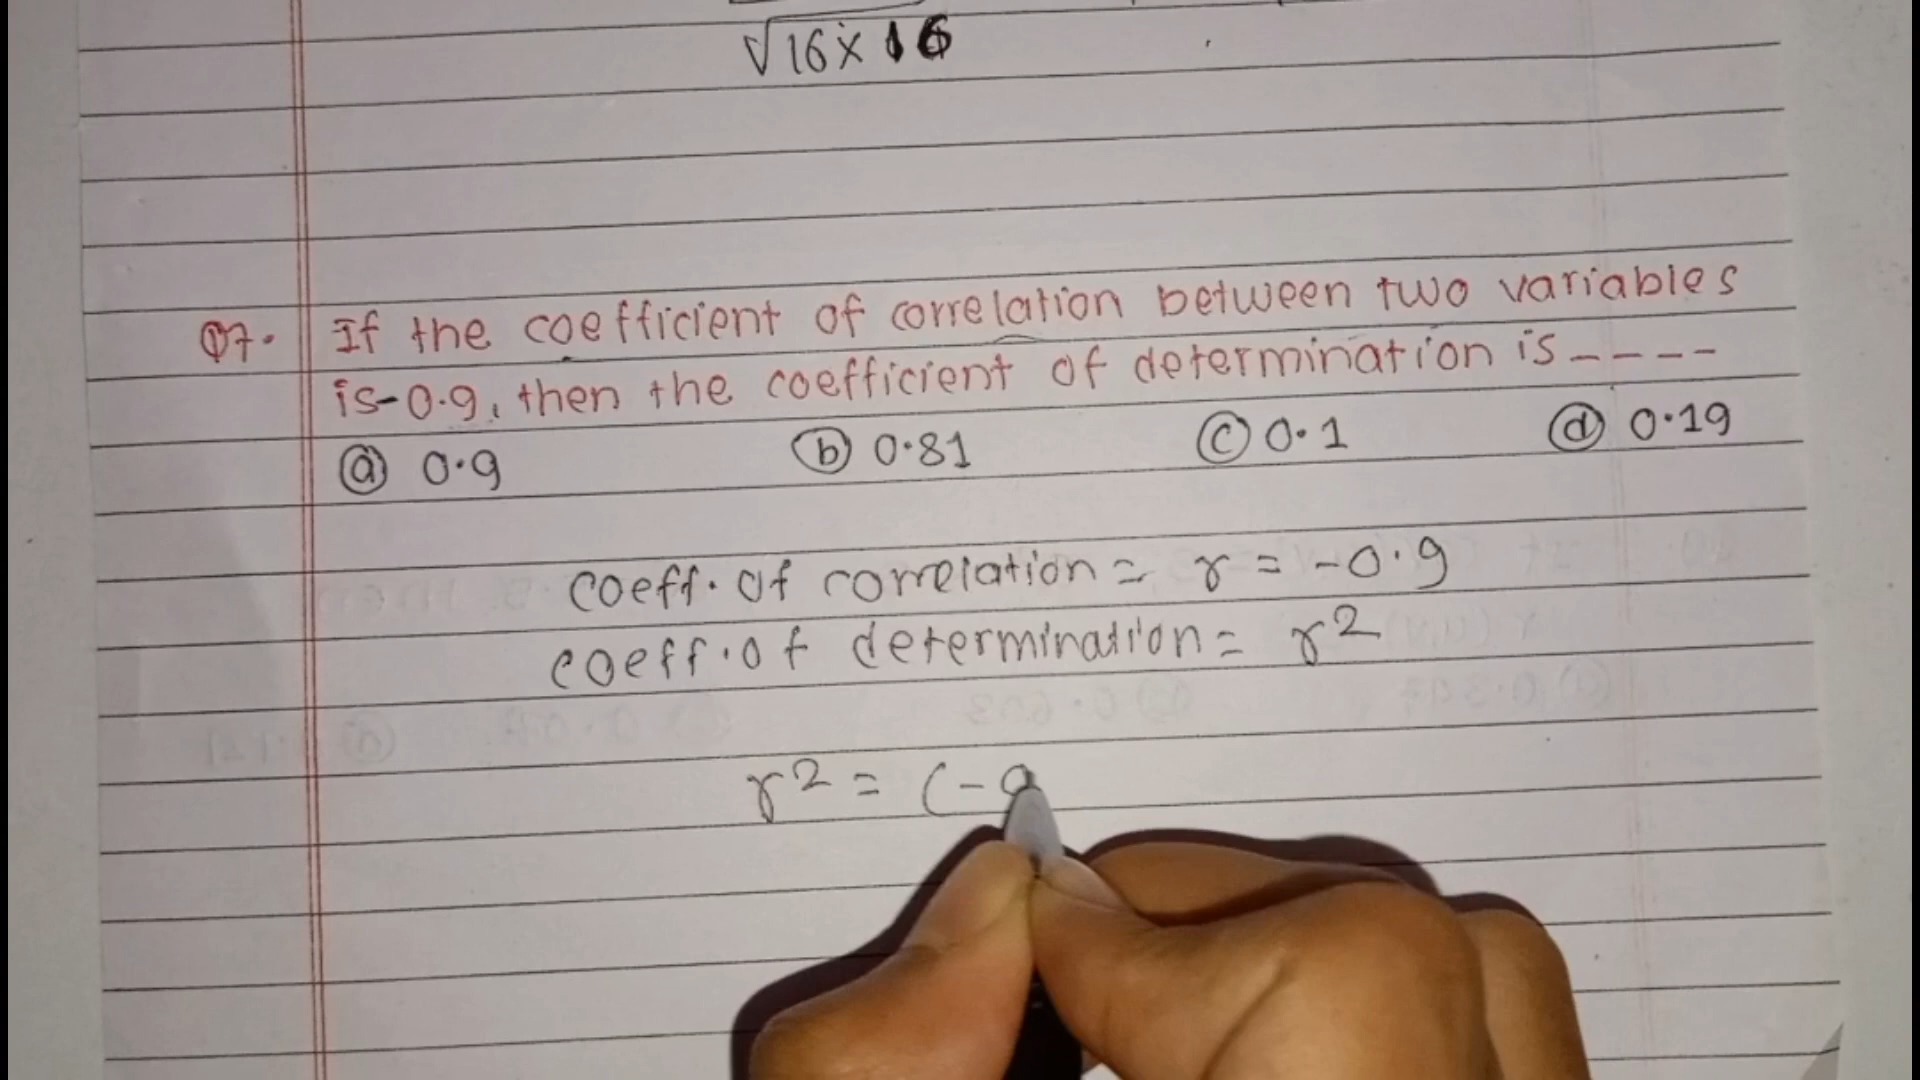 √16×16
Q7. If the coefficient of correlation between two variables
is -0.9, then the coefficient of determination is ----
(a) 0.9 (b) 0.81 (c) 0.1 (d) 0.19
coeff. of correlation = r = -0.9
coeff. of determination = r²
r² = (-0